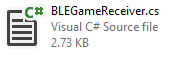 C#
BLEGameReceiver.cs
Visual C# Source file
2.73 KB